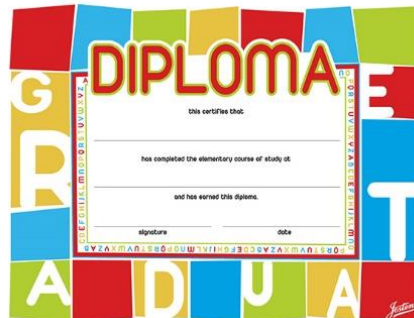 DIPLOMA
this certifies that
has completed the elementary course of study at
and has earned this diploma.
signature
date
G
R
A
D
U
A
T
E
Jostens